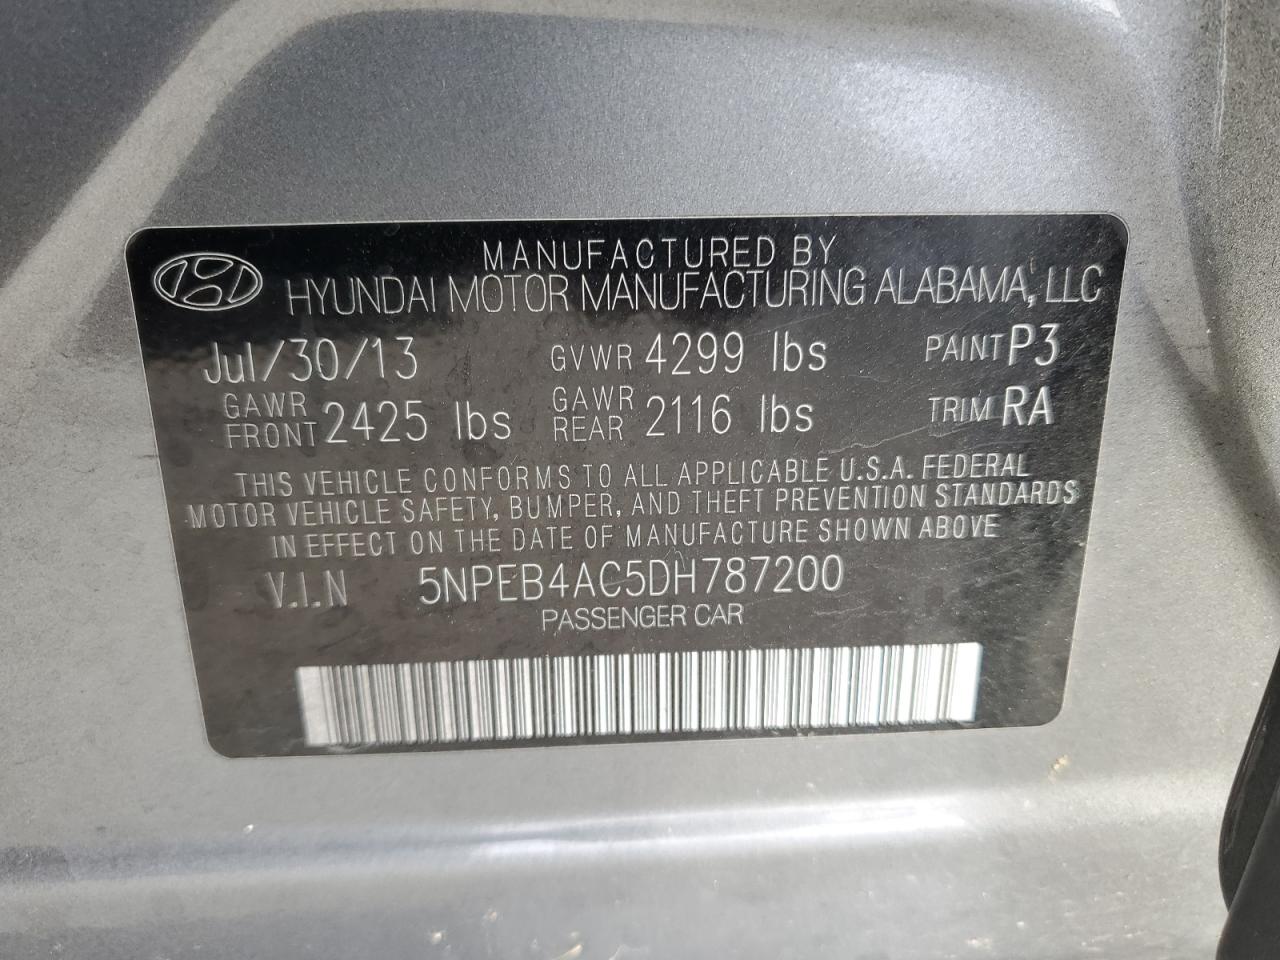 MANUFACTURED BY
HYUNDAI MOTOR MANUFACTURING ALABAMA, LLC
Jul/30/13 GVWR 4299 lbs PAINT P3
GAWR FRONT 2425 lbs GAWR REAR 2116 lbs TRIM RA
THIS VEHICLE CONFORMS TO ALL APPLICABLE U.S.A. FEDERAL
MOTOR VEHICLE SAFETY, BUMPER, AND THEFT PREVENTION STANDARDS
IN EFFECT ON THE DATE OF MANUFACTURE SHOWN ABOVE
V.I.N 5NPEB4AC5DH787200
PASSENGER CAR